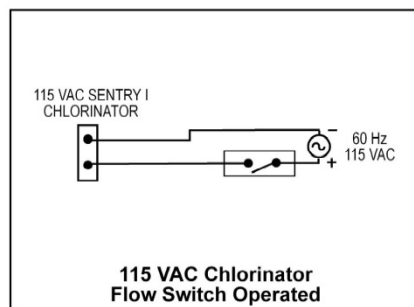 115 VAC SENTRY I
CHLORINATOR
−
60 Hz
115 VAC
+
115 VAC Chlorinator
Flow Switch Operated